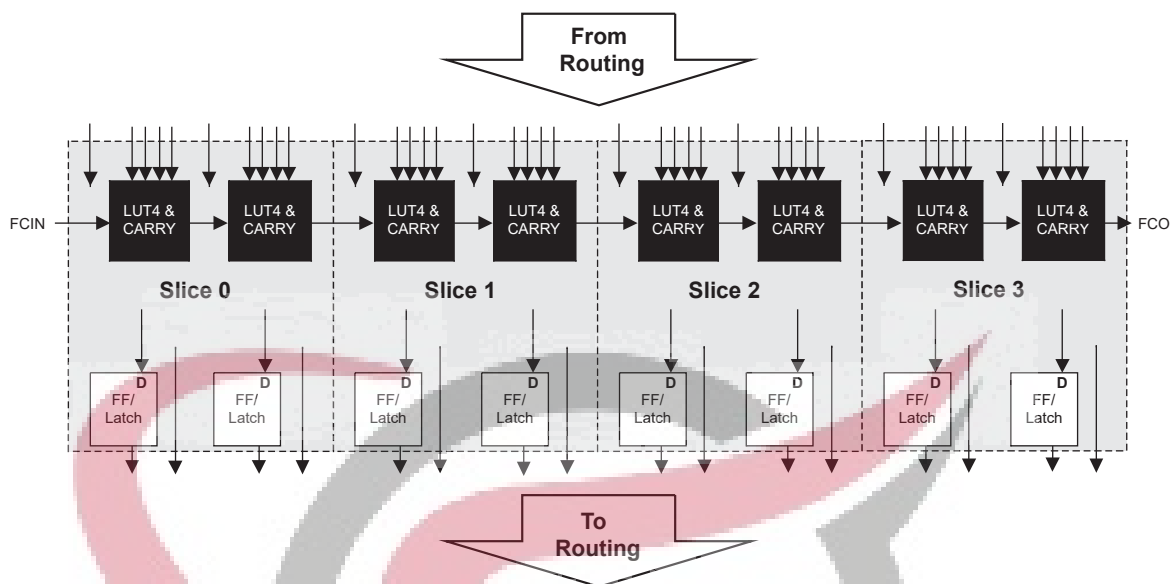 From
Routing
FCIN
LUT4 &
CARRY
LUT4 &
CARRY
LUT4 &
CARRY
LUT4 &
CARRY
LUT4 &
CARRY
LUT4 &
CARRY
LUT4 &
CARRY
LUT4 &
CARRY
FCO
Slice 0
Slice 1
Slice 2
Slice 3
D
FF/
Latch
D
FF/
Latch
D
FF/
Latch
D
FF/
Latch
D
FF/
Latch
D
FF/
Latch
D
FF/
Latch
D
FF/
Latch
To
Routing